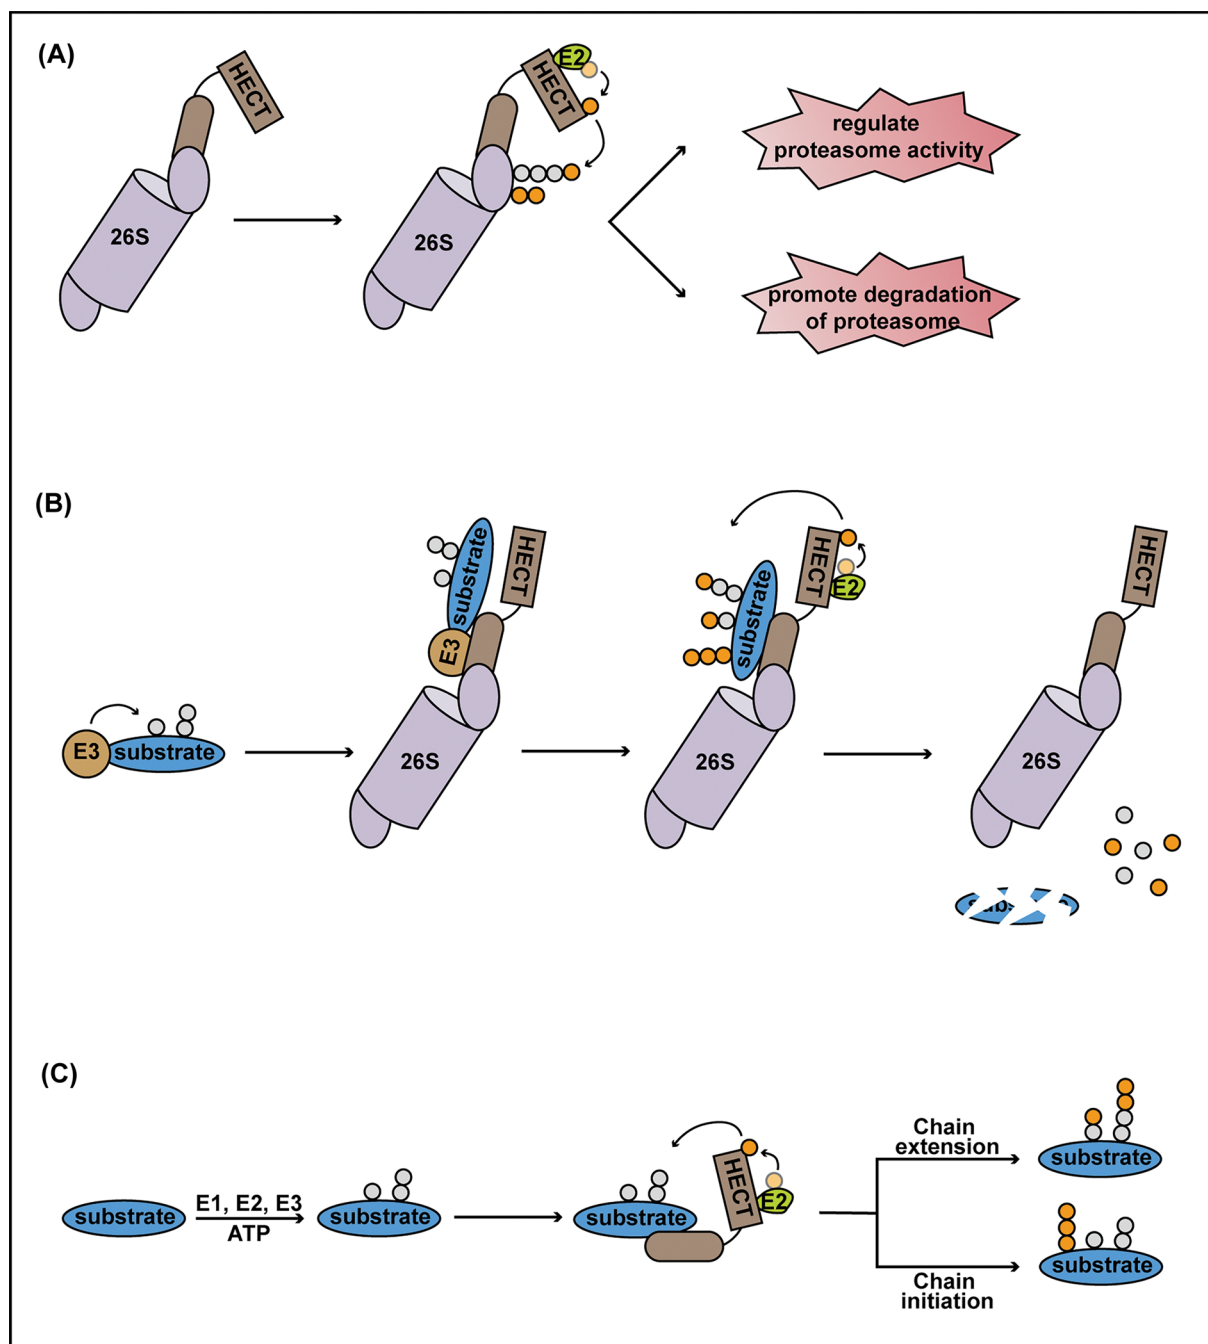 (A)
HECT
26S
E2
HECT
26S
regulate
proteasome activity
promote degradation
of proteasome
(B)
E3
substrate
substrate
HECT
E3
26S
substrate
HECT
E2
26S
HECT
26S
(C)
substrate
E1, E2, E3
ATP
substrate
substrate
HECT
E2
Chain
extension
substrate
Chain
initiation
substrate